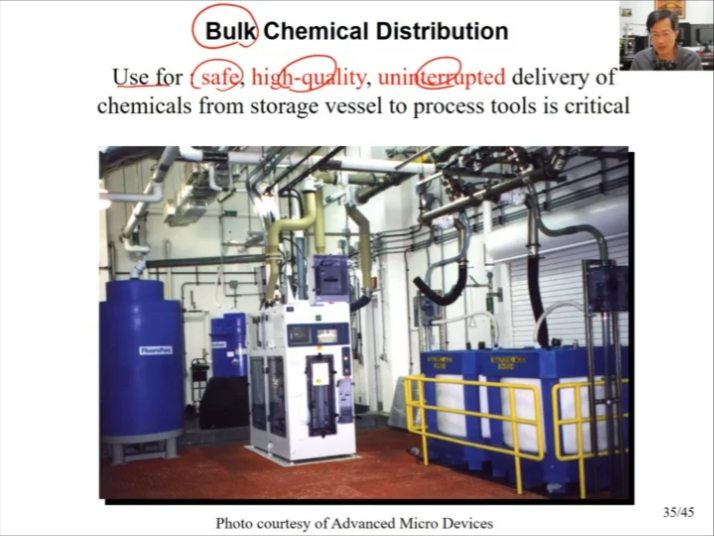 Bulk Chemical Distribution
Use for : safe, high-quality, uninterrupted delivery of
chemicals from storage vessel to process tools is critical
FluoroPure
35/45
Photo courtesy of Advanced Micro Devices